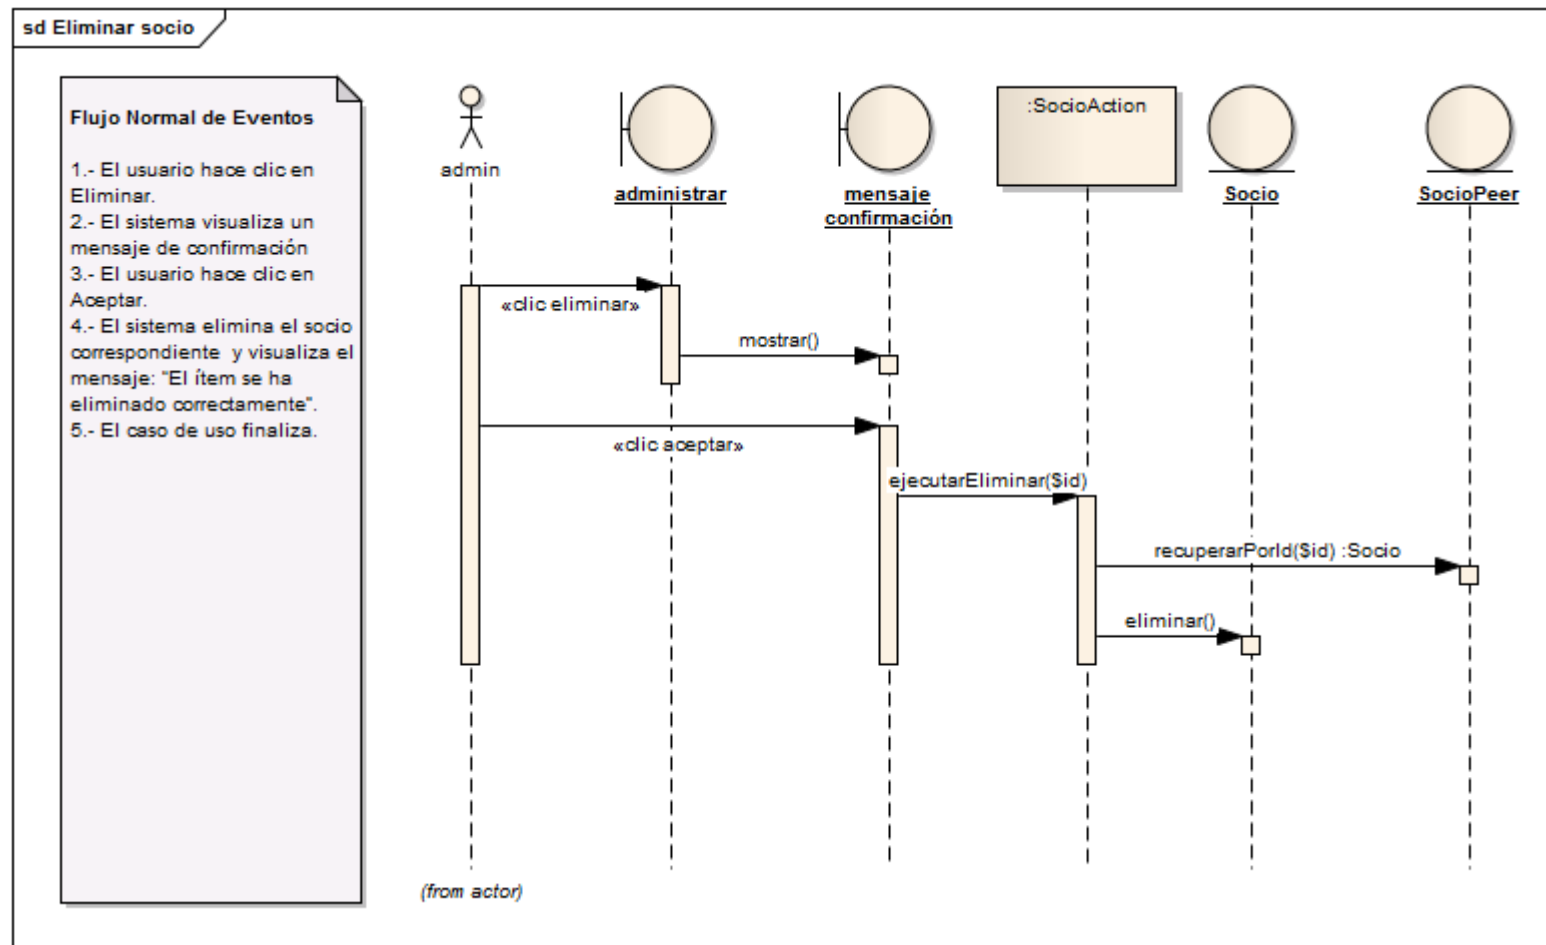 sd Eliminar socio
Flujo Normal de Eventos
1.- El usuario hace clic en
Eliminar.
2.- El sistema visualiza un
mensaje de confirmación
3.- El usuario hace clic en
Aceptar.
4.- El sistema elimina el socio
correspondiente y visualiza el
mensaje: "El ítem se ha
eliminado correctamente".
5.- El caso de uso finaliza.
admin
administrar
mensaje
confirmación
:SocioAction
Socio
SocioPeer
«clic eliminar»
mostrar()
«clic aceptar»
ejecutarEliminar($id)
recuperarPorId($id) :Socio
eliminar()
(from actor)